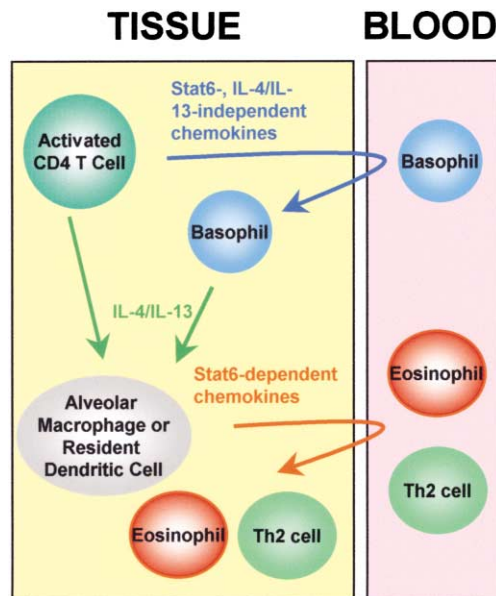 TISSUE
BLOOD
Stat6-, IL-4/IL-
13-independent
chemokines
Activated
CD4 T Cell
Basophil
Basophil
IL-4/IL-13
Stat6-dependent
chemokines
Eosinophil
Alveolar
Macrophage or
Resident
Dendritic Cell
Th2 cell
Eosinophil
Th2 cell